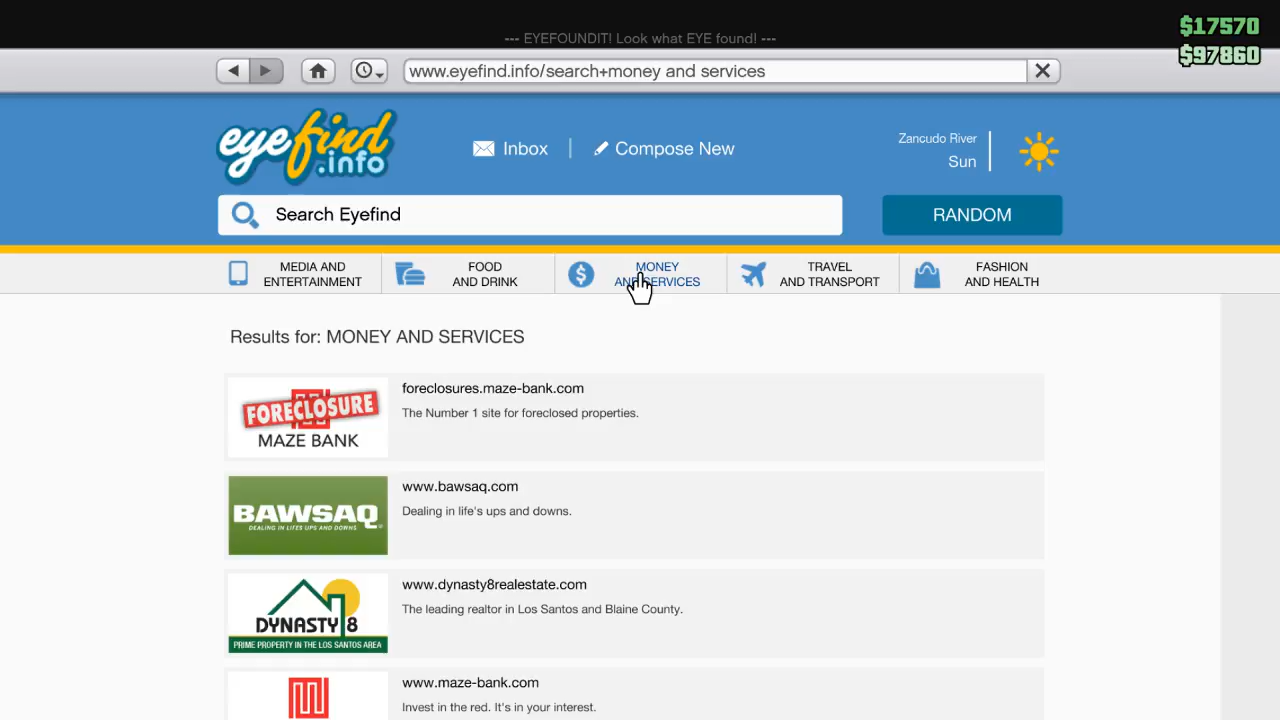 $17570
--- EYEFOUNDIT! Look what EYE found! ---
$97860
www.eyefind.info/search+money and services
eyefind
.info
Inbox
Compose New
Zancudo River
Sun
Search Eyefind
RANDOM
MEDIA AND
ENTERTAINMENT
FOOD
AND DRINK
MONEY
AND SERVICES
TRAVEL
AND TRANSPORT
FASHION
AND HEALTH
Results for: MONEY AND SERVICES
FORECLOSURE
MAZE BANK
foreclosures.maze-bank.com
The Number 1 site for foreclosed properties.
BAWSAQ
DEALING IN LIFE'S UPS AND DOWNS
www.bawsaq.com
Dealing in life's ups and downs.
DYNASTY 8
PRIME PROPERTY IN THE LOS SANTOS AREA
www.dynasty8realestate.com
The leading realtor in Los Santos and Blaine County.
www.maze-bank.com
Invest in the red. It's in your interest.